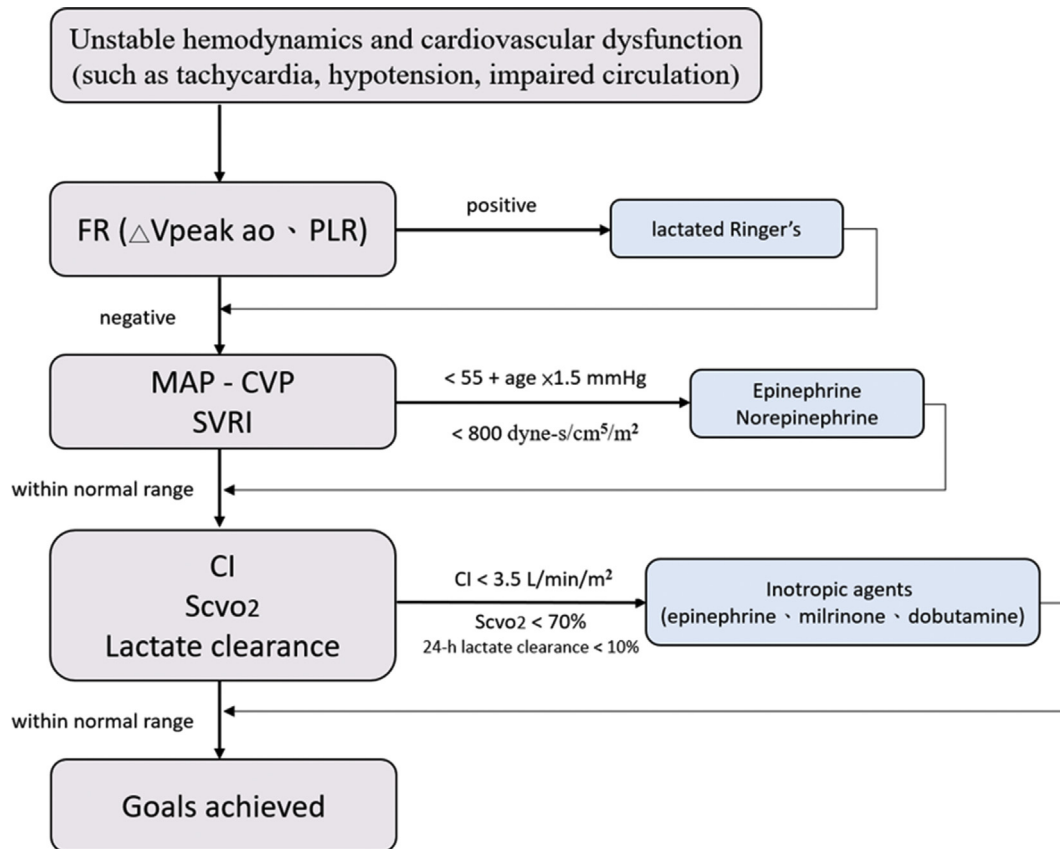 Unstable hemodynamics and cardiovascular dysfunction
(such as tachycardia, hypotension, impaired circulation)
FR (△Vpeak ao、PLR)
positive
lactated Ringer's
negative
MAP - CVP
SVRI
< 55 + age ×1.5 mmHg
< 800 dyne-s/cm⁵/m²
Epinephrine
Norepinephrine
within normal range
CI
Scvo2
Lactate clearance
CI < 3.5 L/min/m²
Scvo2 < 70%
24-h lactate clearance < 10%
Inotropic agents
(epinephrine、milrinone、dobutamine)
within normal range
Goals achieved